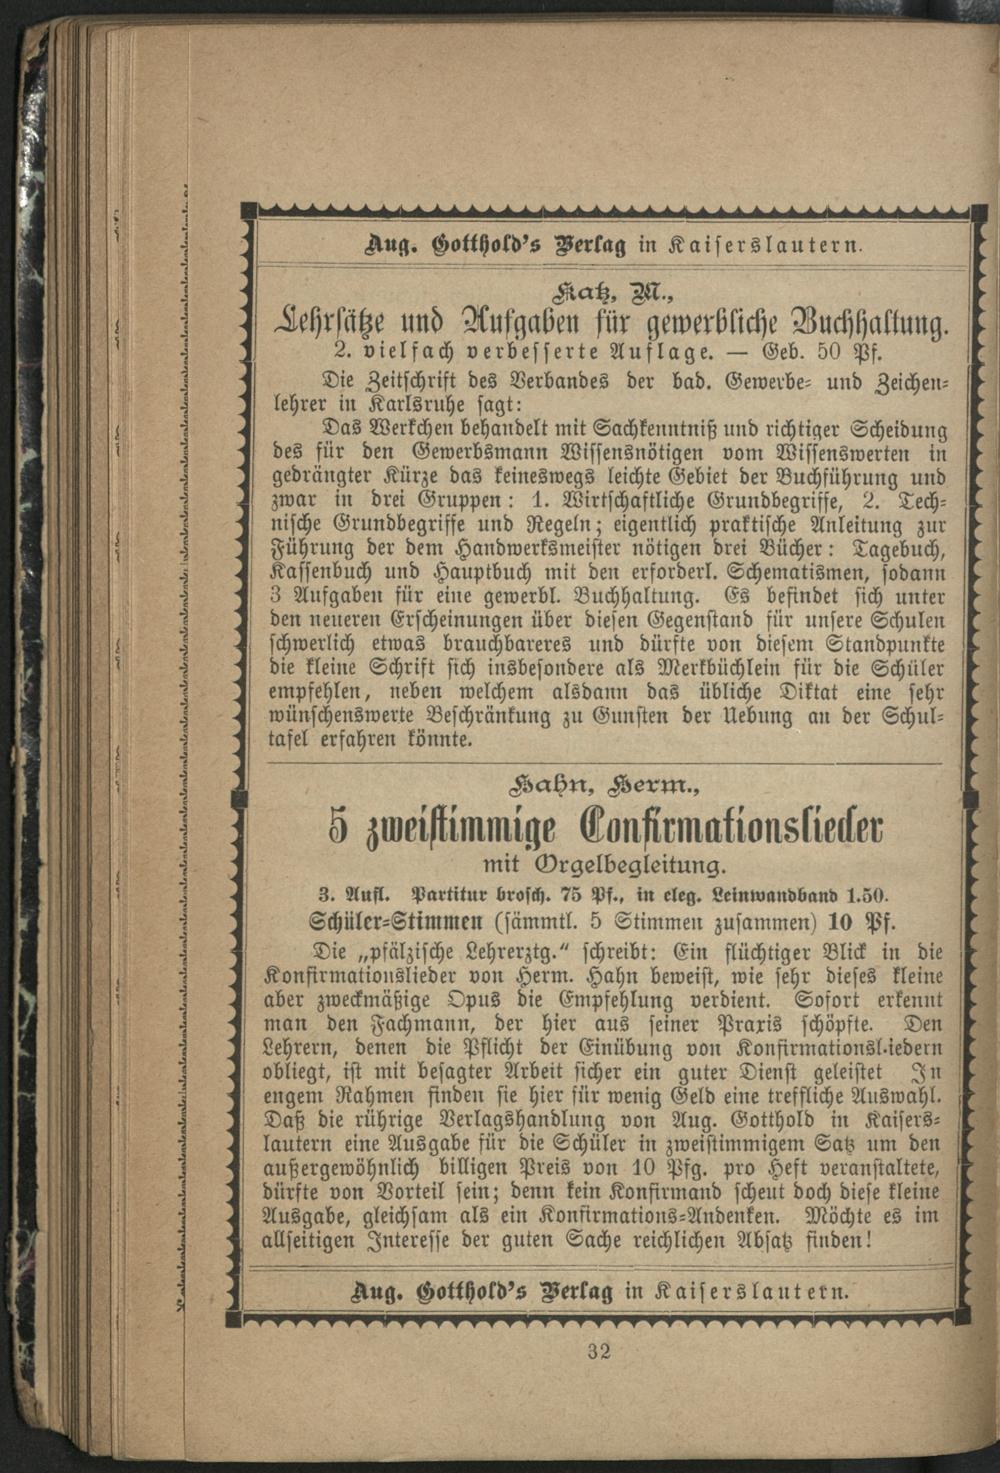 Aug. Gotthold's Verlag in Kaiserslautern.
Katz, M.,
Lehrsätze und Aufgaben für gewerbliche Buchhaltung.
2. vielfach verbesserte Auflage. — Geb. 50 Pf.
Die Zeitschrift des Verbandes der bad. Gewerbe- und Zeichen-
lehrer in Karlsruhe sagt:
Das Werkchen behandelt mit Sachkenntniß und richtiger Scheidung
des für den Gewerbsmann Wissensnötigen vom Wissenswerten in
gedrängter Kürze das keineswegs leichte Gebiet der Buchführung und
zwar in drei Gruppen: 1. Wirtschaftliche Grundbegriffe, 2. Tech-
nische Grundbegriffe und Regeln; eigentlich praktische Anleitung zur
Führung der dem Handwerksmeister nötigen drei Bücher: Tagebuch,
Kassenbuch und Hauptbuch mit den erforderl. Schematismen, sodann
3 Aufgaben für eine gewerbl. Buchhaltung. Es befindet sich unter
den neueren Erscheinungen über diesen Gegenstand für unsere Schulen
schwerlich etwas brauchbareres und dürfte von diesem Standpunkte
die kleine Schrift sich insbesondere als Merkbüchlein für die Schüler
empfehlen, neben welchem alsdann das übliche Diktat eine sehr
wünschenswerte Beschränkung zu Gunsten der Uebung an der Schul-
tafel erfahren könnte.
Hahn, Herm.,
5 zweistimmige Confirmationslieder
mit Orgelbegleitung.
3. Aufl. Partitur brosch. 75 Pf., in eleg. Leinwandband 1.50.
Schüler-Stimmen (sämmtl. 5 Stimmen zusammen) 10 Pf.
Die „pfälzische Lehrerztg." schreibt: Ein flüchtiger Blick in die
Konfirmationslieder von Herm. Hahn beweist, wie sehr dieses kleine
aber zweckmäßige Opus die Empfehlung verdient. Sofort erkennt
man den Fachmann, der hier aus seiner Praxis schöpfte. Den
Lehrern, denen die Pflicht der Einübung von Konfirmationsl.iedern
obliegt, ist mit besagter Arbeit sicher ein guter Dienst geleistet In
engem Rahmen finden sie hier für wenig Geld eine treffliche Auswahl.
Daß die rührige Verlagshandlung von Aug. Gotthold in Kaisers-
lautern eine Ausgabe für die Schüler in zweistimmigem Satz um den
außergewöhnlich billigen Preis von 10 Pfg. pro Heft veranstaltete,
dürfte von Vorteil sein; denn kein Konfirmand scheut doch diese kleine
Ausgabe, gleichsam als ein Konfirmations-Andenken. Möchte es im
allseitigen Interesse der guten Sache reichlichen Absatz finden!
Aug. Gotthold's Verlag in Kaiserslautern.
32